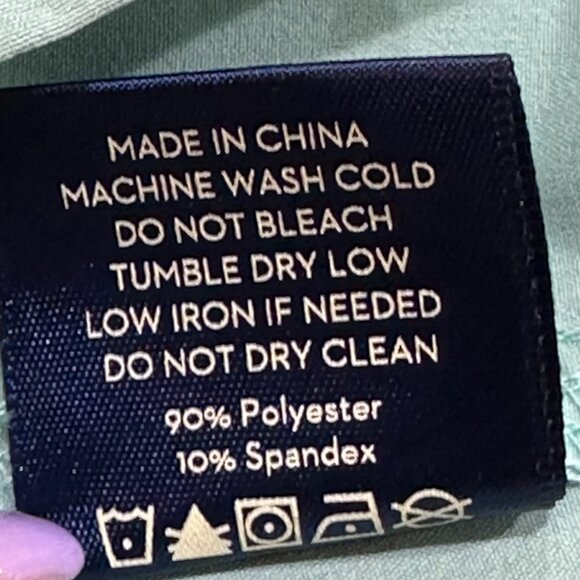 MADE IN CHINA
MACHINE WASH COLD
DO NOT BLEACH
TUMBLE DRY LOW
LOW IRON IF NEEDED
DO NOT DRY CLEAN
90% Polyester
10% Spandex